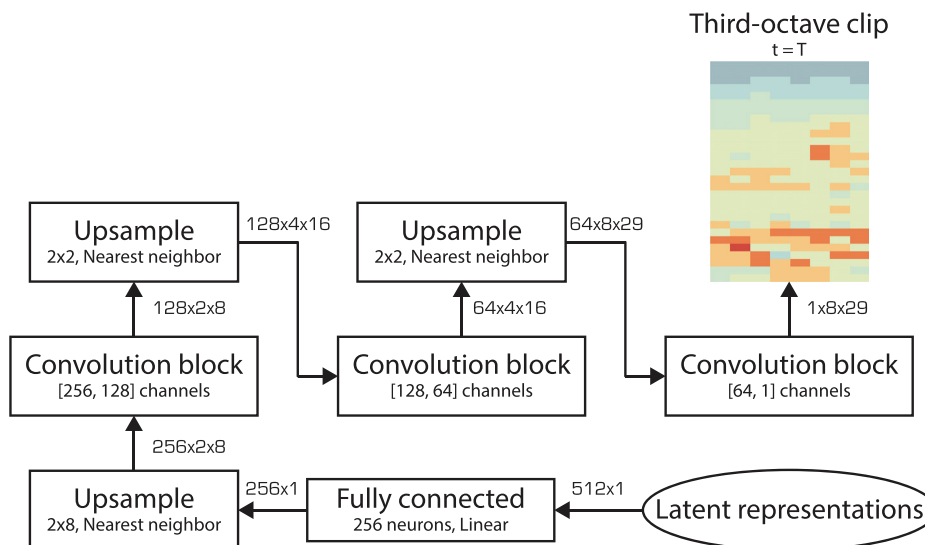 Third-octave clip
t = T
Upsample
2x2, Nearest neighbor
128x4x16
Upsample
2x2, Nearest neighbor
64x8x29
128x2x8
64x4x16
1x8x29
Convolution block
[256, 128] channels
Convolution block
[128, 64] channels
Convolution block
[64, 1] channels
256x2x8
Upsample
2x8, Nearest neighbor
256x1
Fully connected
256 neurons, Linear
512x1
Latent representations